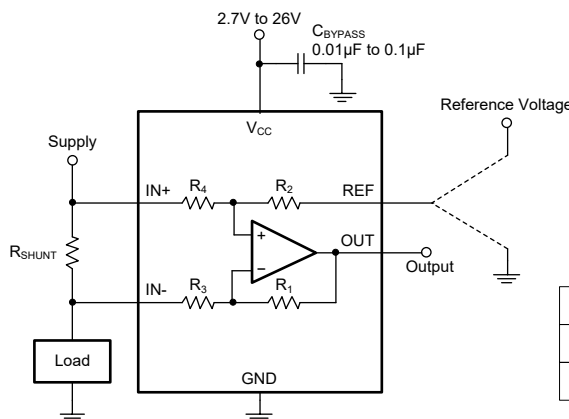 2.7V to 26V
CBYPASS
0.01µF to 0.1µF
Reference Voltage
VCC
Supply
IN+
R4
R2
REF
RSHUNT
+
OUT
−
Output
IN-
R3
R1
Load
GND